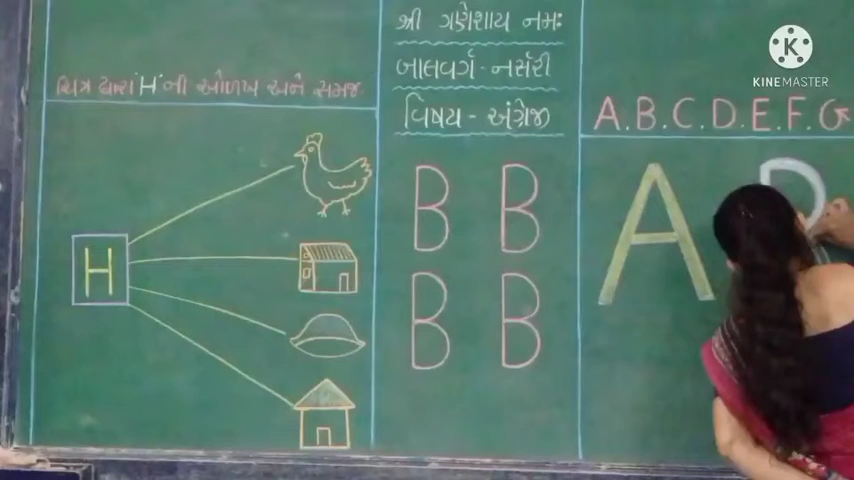 ચિત્ર દ્વારા 'H' ની ઓળખ અને સમજ
H
શ્રી ગણેશાય નમઃ
બાલવર્ગ - નર્સરી
વિષય - અંગ્રેજી
B B
B B
A.B.C.D.E.F.G
A B
KINEMASTER